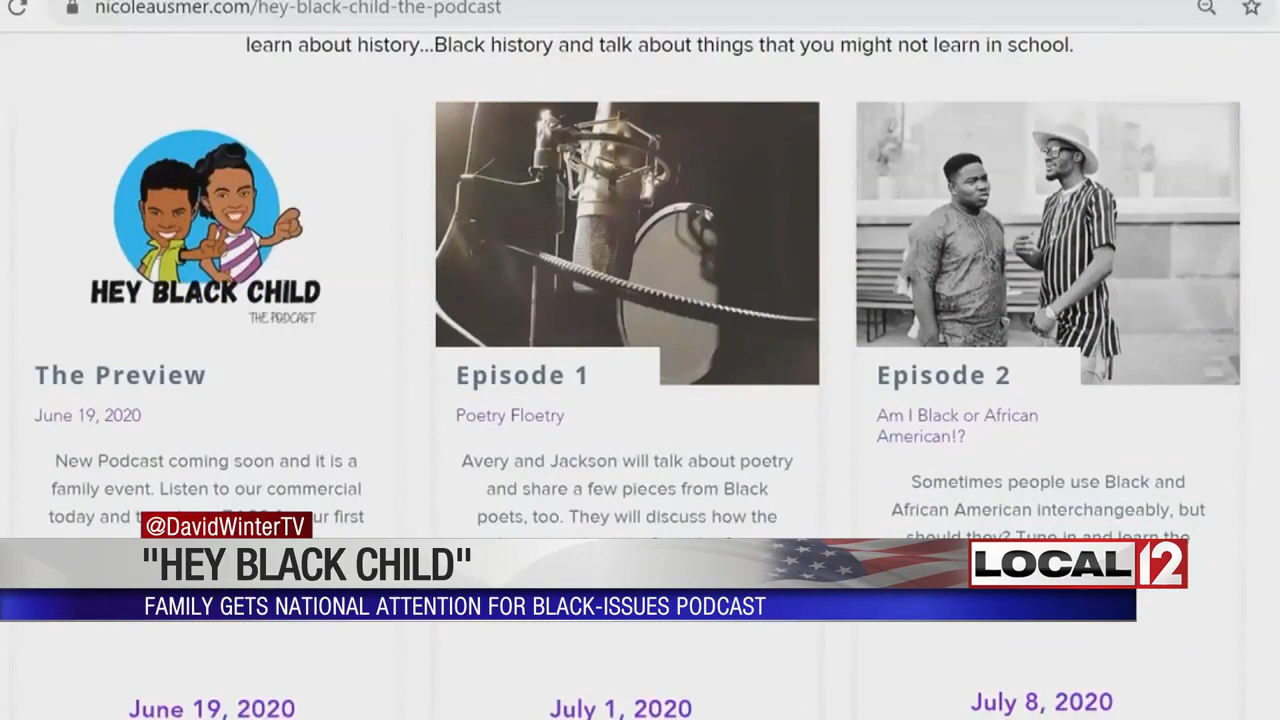 nicoleausmer.com/hey-black-child-the-podcast
learn about history...Black history and talk about things that you might not learn in school.
HEY BLACK CHILD
THE PODCAST
The Preview
June 19, 2020
New Podcast coming soon and it is a
family event. Listen to our commercial
today and
our first
June 19, 2020
Episode 1
Poetry Floetry
Avery and Jackson will talk about poetry
and share a few pieces from Black
poets, too. They will discuss how the
July 1, 2020
Episode 2
Am I Black or African
American!?
Sometimes people use Black and
African American interchangeably, but
should they? Tune in and learn the
July 8, 2020
@DavidWinterTV
"HEY BLACK CHILD"
FAMILY GETS NATIONAL ATTENTION FOR BLACK-ISSUES PODCAST
LOCAL 12